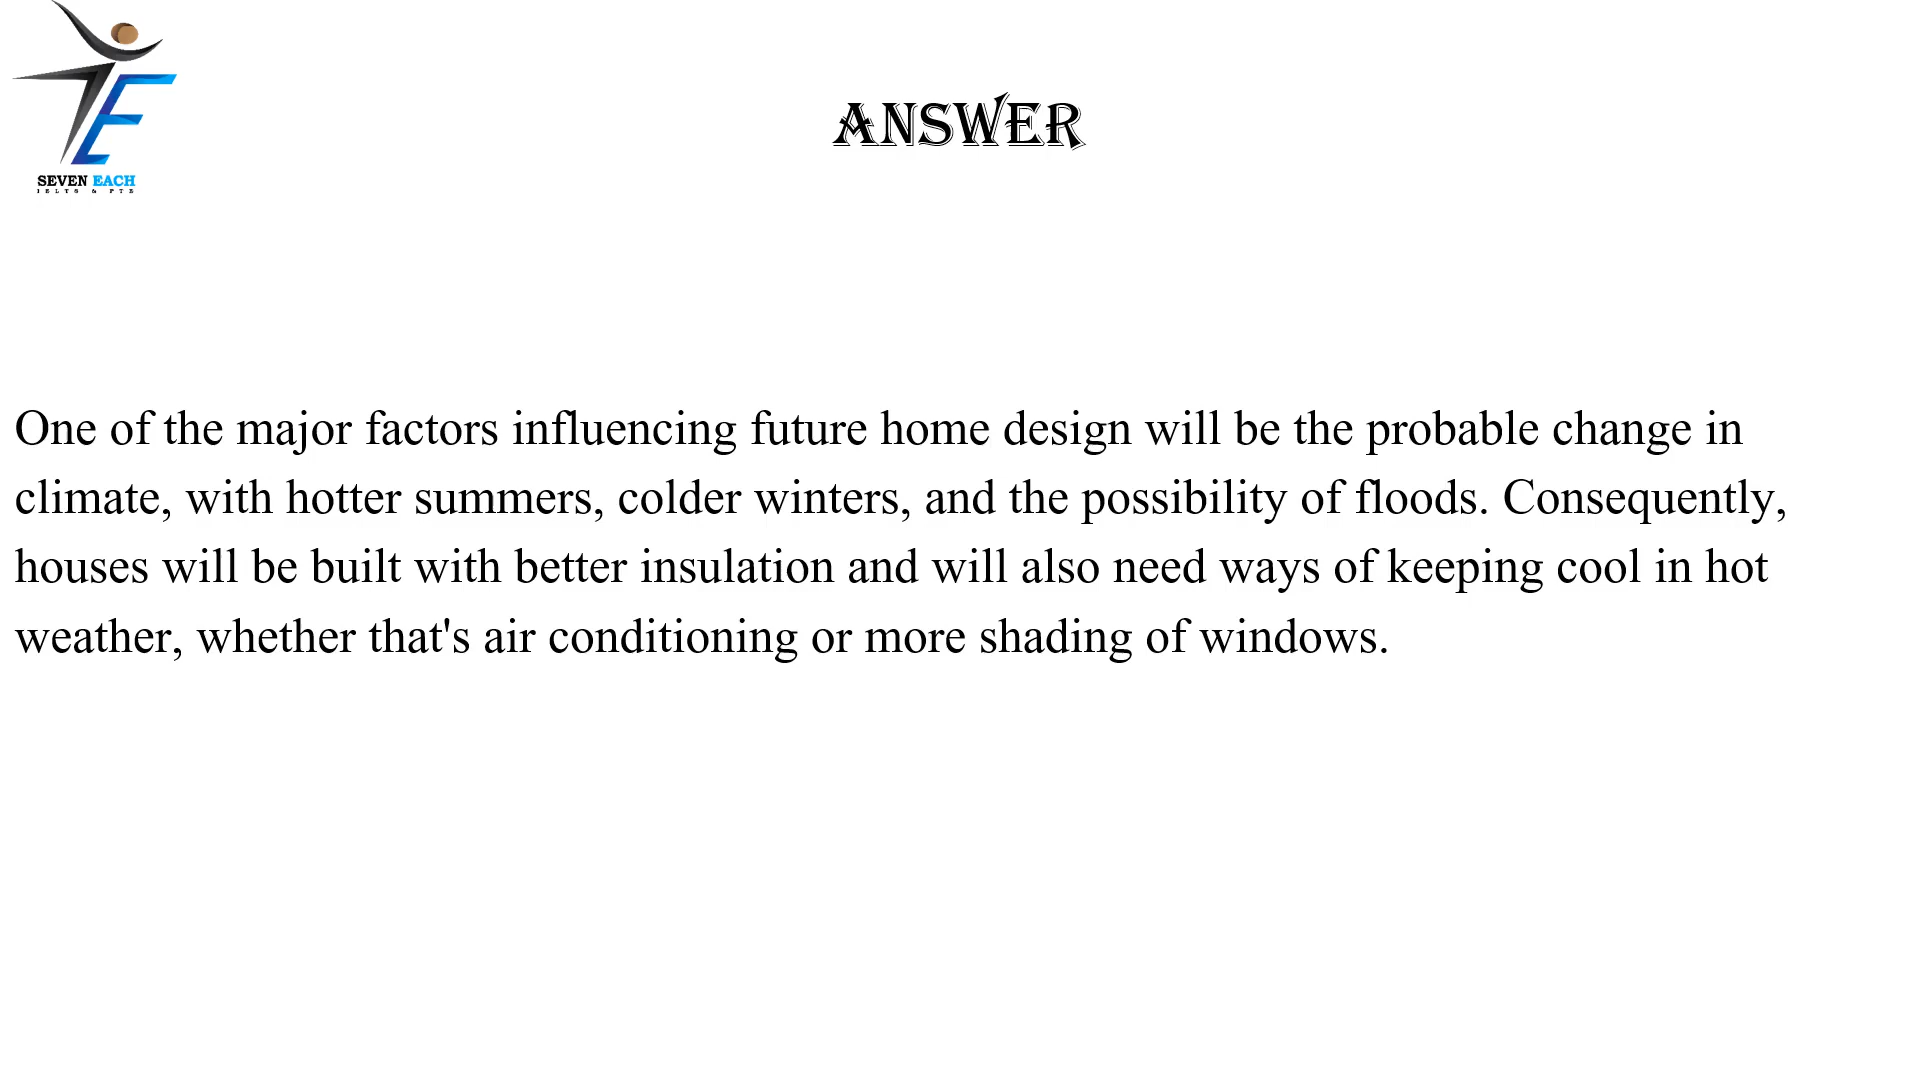 SEVEN EACH
IELTS & PTE
ANSWER
One of the major factors influencing future home design will be the probable change in
climate, with hotter summers, colder winters, and the possibility of floods. Consequently,
houses will be built with better insulation and will also need ways of keeping cool in hot
weather, whether that's air conditioning or more shading of windows.